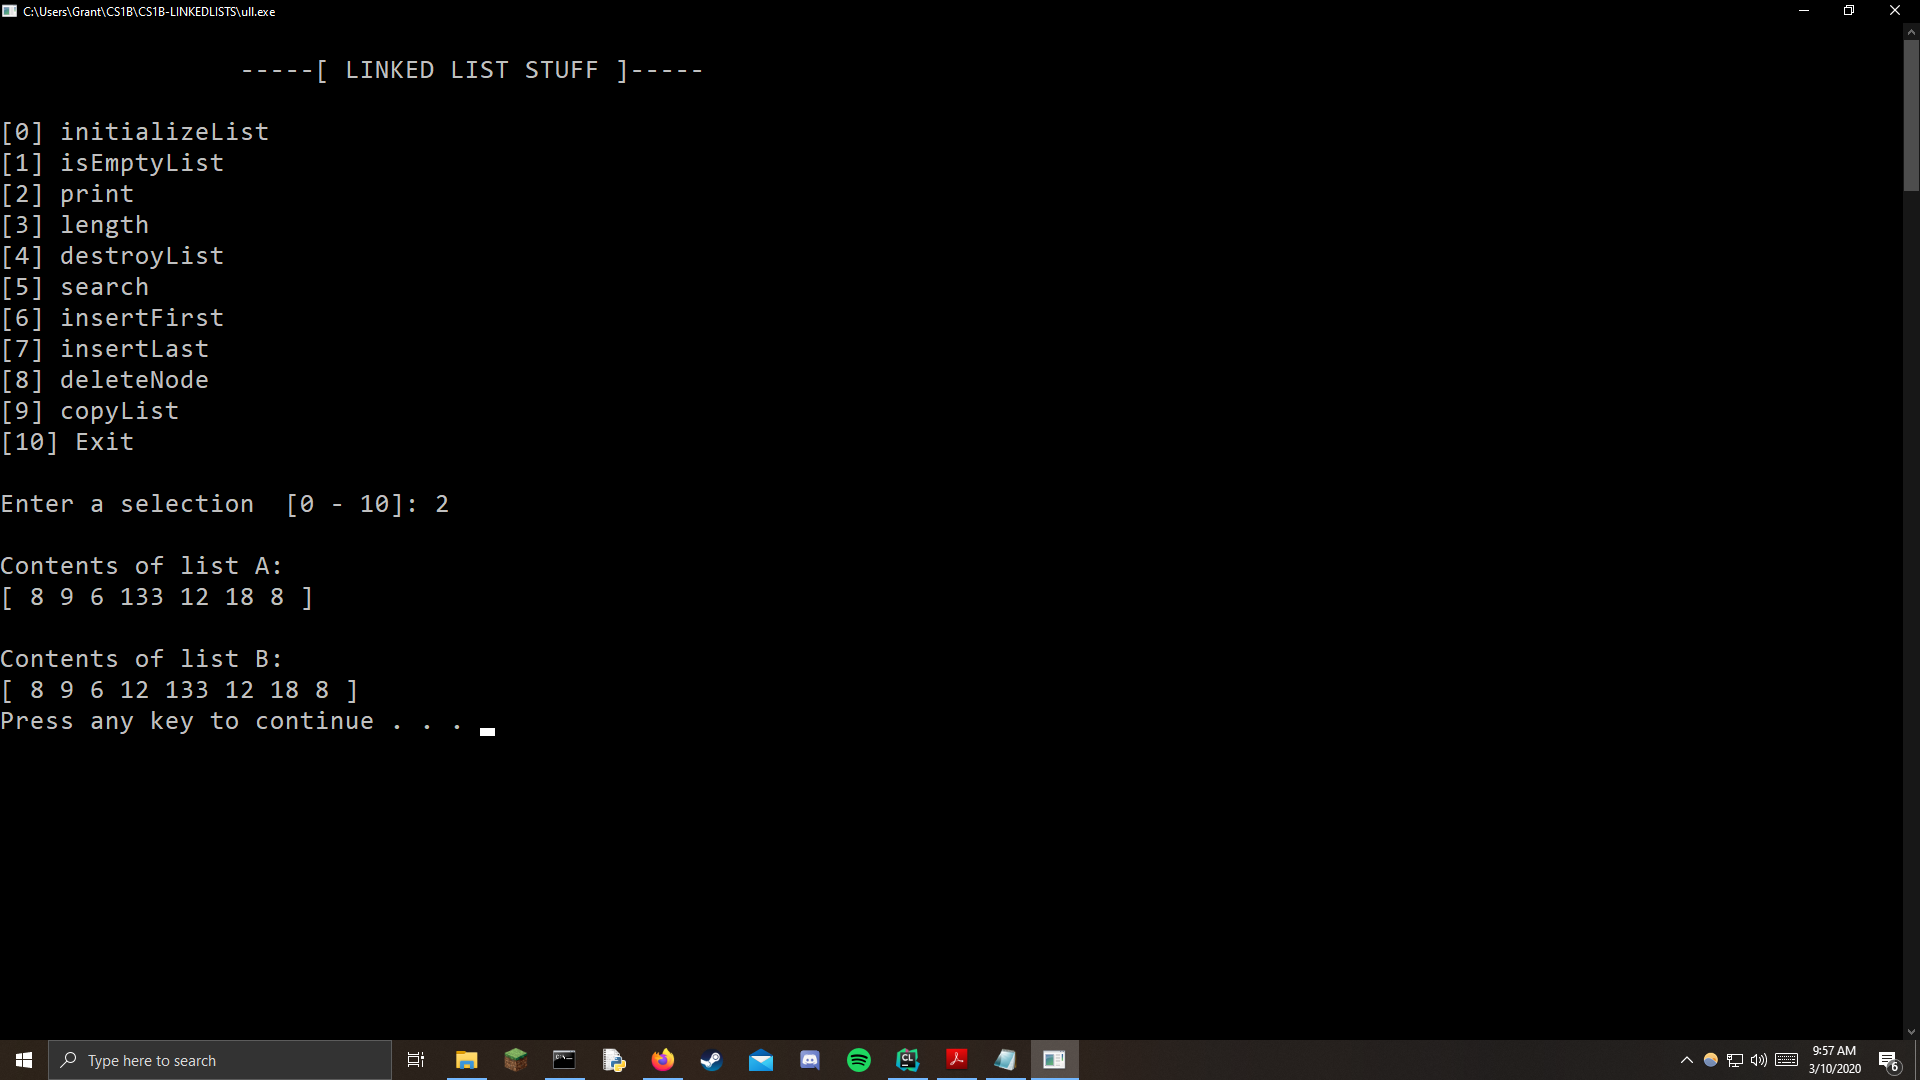 C:\Users\Grant\CS1B\CS1B-LINKEDLISTS\ull.exe
-----[ LINKED LIST STUFF ]-----
[0] initializeList
[1] isEmptyList
[2] print
[3] length
[4] destroyList
[5] search
[6] insertFirst
[7] insertLast
[8] deleteNode
[9] copyList
[10] Exit
Enter a selection  [0 - 10]: 2
Contents of list A:
[ 8 9 6 133 12 18 8 ]
Contents of list B:
[ 8 9 6 12 133 12 18 8 ]
Press any key to continue . . .
Type here to search
CL
9:57 AM
3/10/2020
6